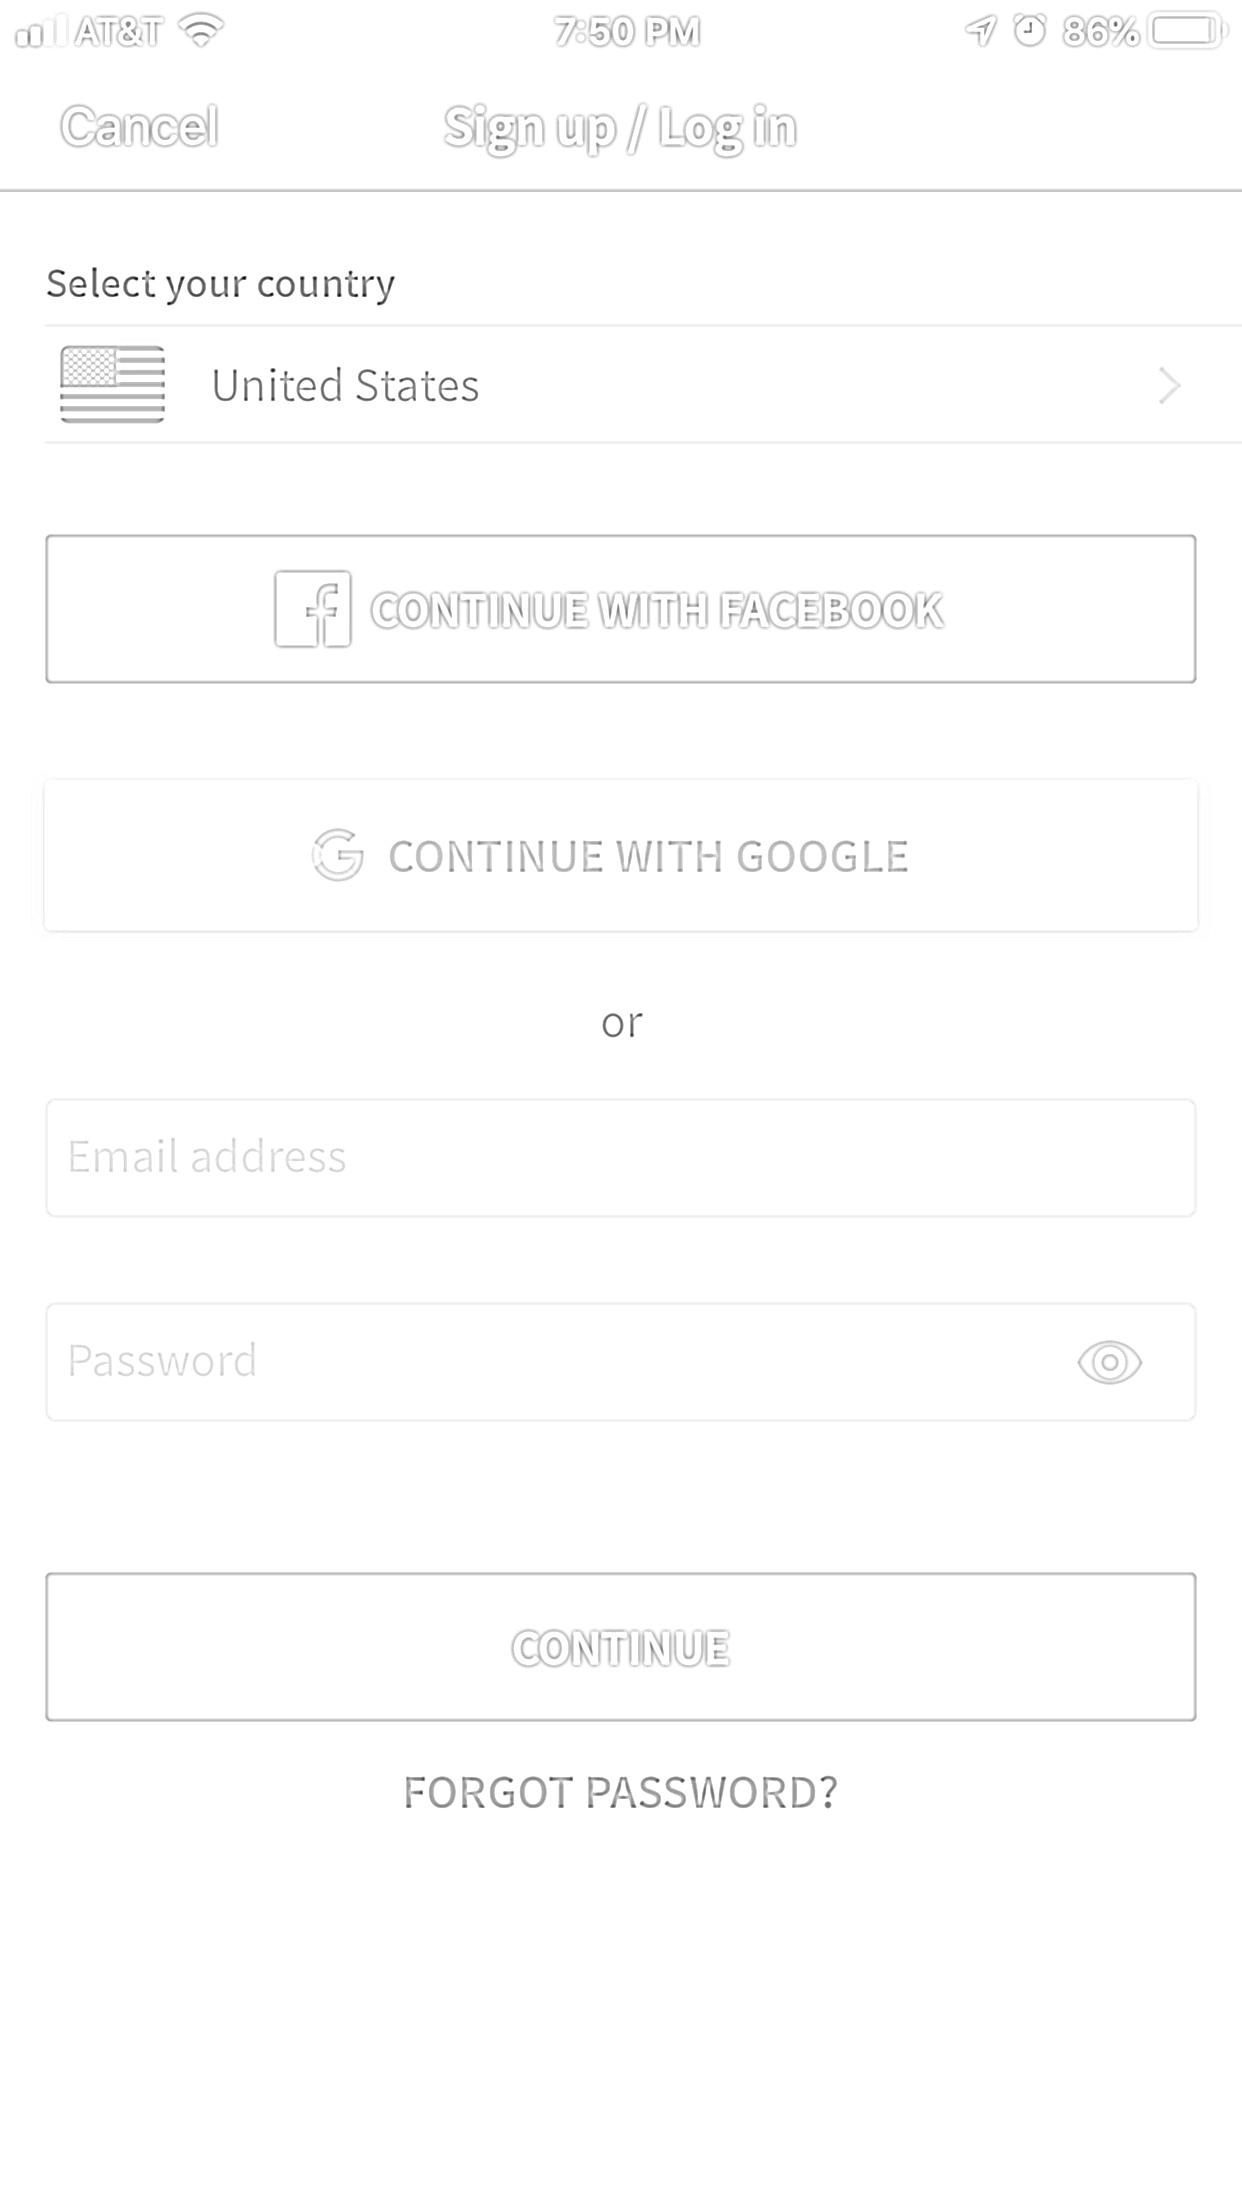 AT&T 7:50 PM 86%
Cancel Sign up / Log in
Select your country
United States
CONTINUE WITH FACEBOOK
CONTINUE WITH GOOGLE
or
Email address
Password
CONTINUE
FORGOT PASSWORD?